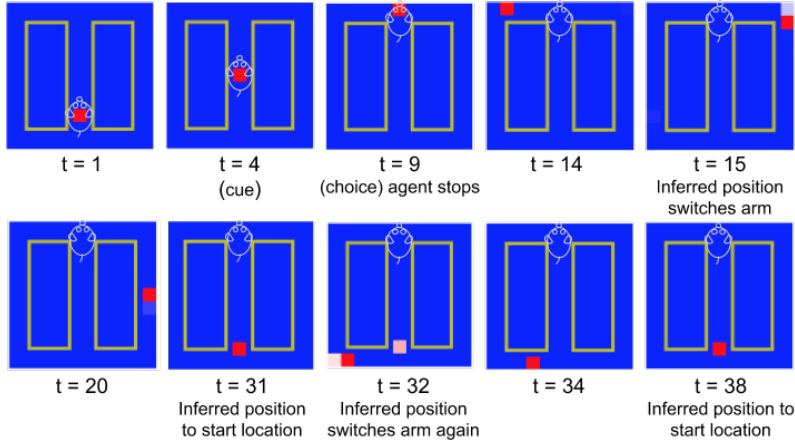 t = 1
t = 4
(cue)
t = 9
(choice) agent stops
t = 14
t = 15
Inferred position
switches arm
t = 20
t = 31
Inferred position
to start location
t = 32
Inferred position
switches arm again
t = 34
t = 38
Inferred position to
start location